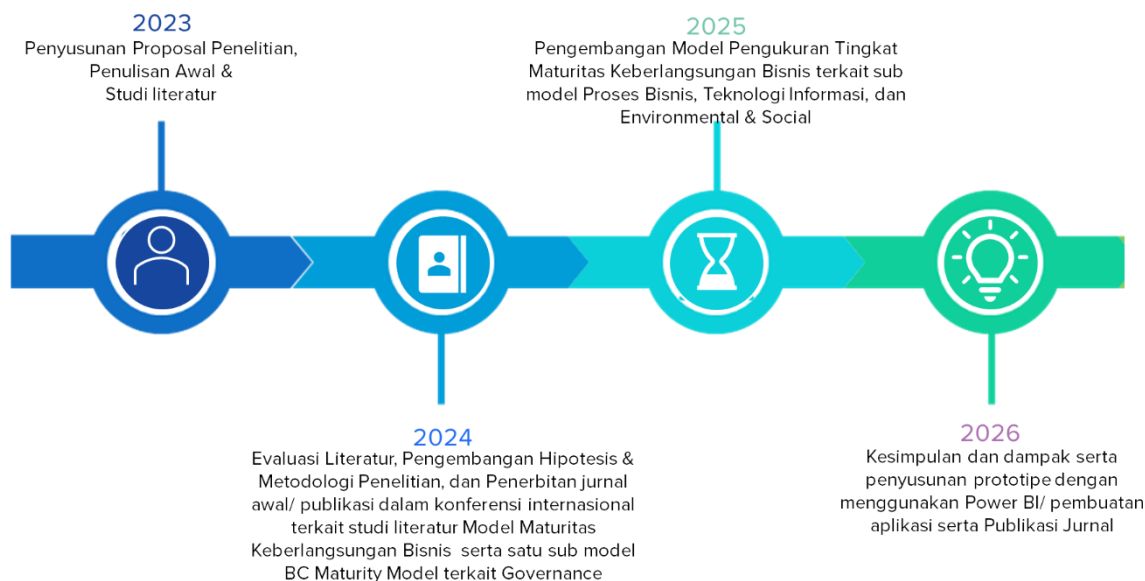 2023
Penyusunan Proposal Penelitian,
Penulisan Awal &
Studi literatur
2024
Evaluasi Literatur, Pengembangan Hipotesis &
Metodologi Penelitian, dan Penerbitan jurnal
awal/ publikasi dalam konferensi internasional
terkait studi literatur Model Maturitas
Keberlangsungan Bisnis serta satu sub model
BC Maturity Model terkait Governance
2025
Pengembangan Model Pengukuran Tingkat
Maturitas Keberlangsungan Bisnis terkait sub
model Proses Bisnis, Teknologi Informasi, dan
Environmental & Social
2026
Kesimpulan dan dampak serta
penyusunan prototipe dengan
menggunakan Power BI/ pembuatan
aplikasi serta Publikasi Jurnal